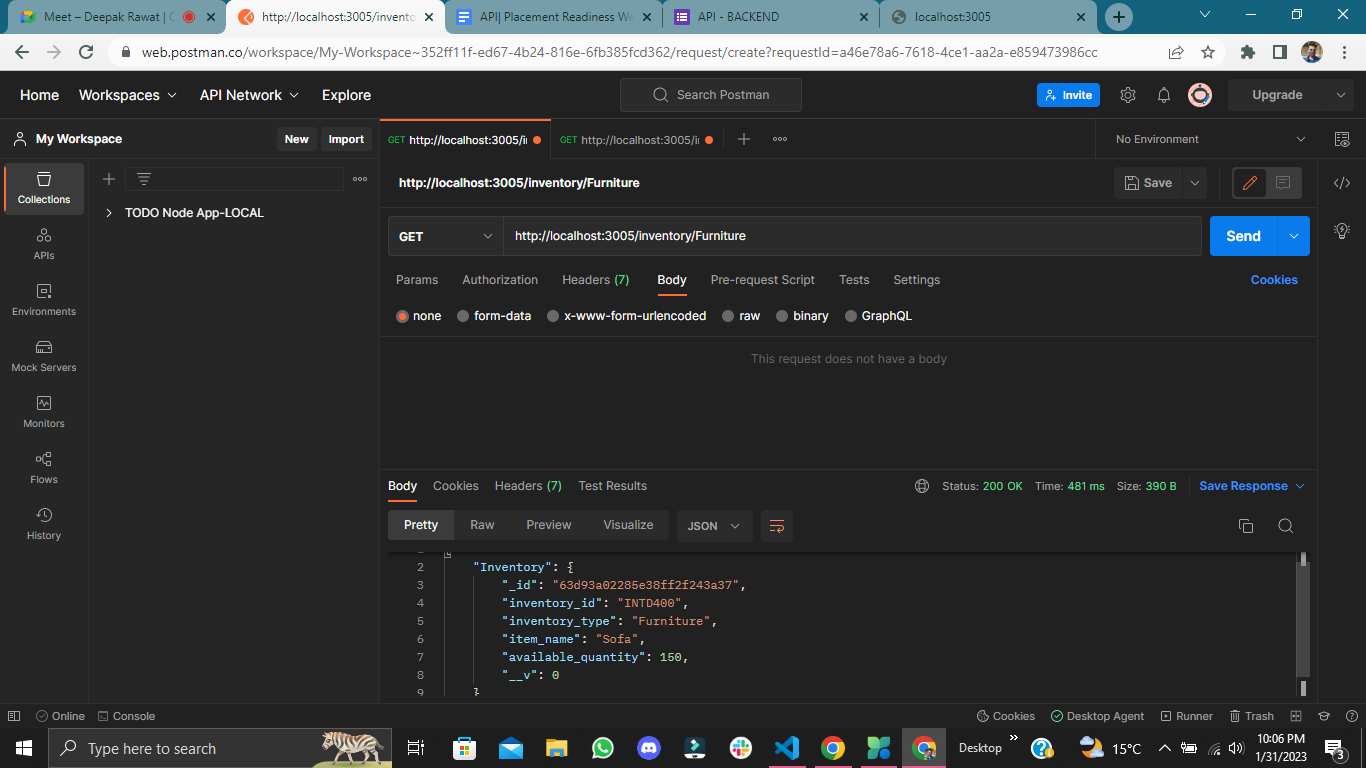 Meet – Deepak Rawat | C
http://localhost:3005/invento
API| Placement Readiness We
API - BACKEND
localhost:3005
web.postman.co/workspace/My-Workspace~352ff11f-ed67-4b24-816e-6fb385fcd362/request/create?requestId=a46e78a6-7618-4ce1-aa2a-e859473986cc
Home Workspaces API Network Explore Search Postman Invite Upgrade
My Workspace New Import
GET http://localhost:3005/i
GET http://localhost:3005/i
No Environment
Collections
APIs
Environments
Mock Servers
Monitors
Flows
History
TODO Node App-LOCAL
http://localhost:3005/inventory/Furniture
Save
GET http://localhost:3005/inventory/Furniture Send
Params Authorization Headers (7) Body Pre-request Script Tests Settings Cookies
none form-data x-www-form-urlencoded raw binary GraphQL
This request does not have a body
Body Cookies Headers (7) Test Results Status: 200 OK Time: 481 ms Size: 390 B Save Response
Pretty Raw Preview Visualize JSON
2 "Inventory": {
3 "_id": "63d93a02285e38ff2f243a37",
4 "inventory_id": "INTD400",
5 "inventory_type": "Furniture",
6 "item_name": "Sofa",
7 "available_quantity": 150,
8 "__v": 0
9 }
Online Console Cookies Desktop Agent Runner Trash
Type here to search
Desktop
15°C
10:06 PM
1/31/2023
3